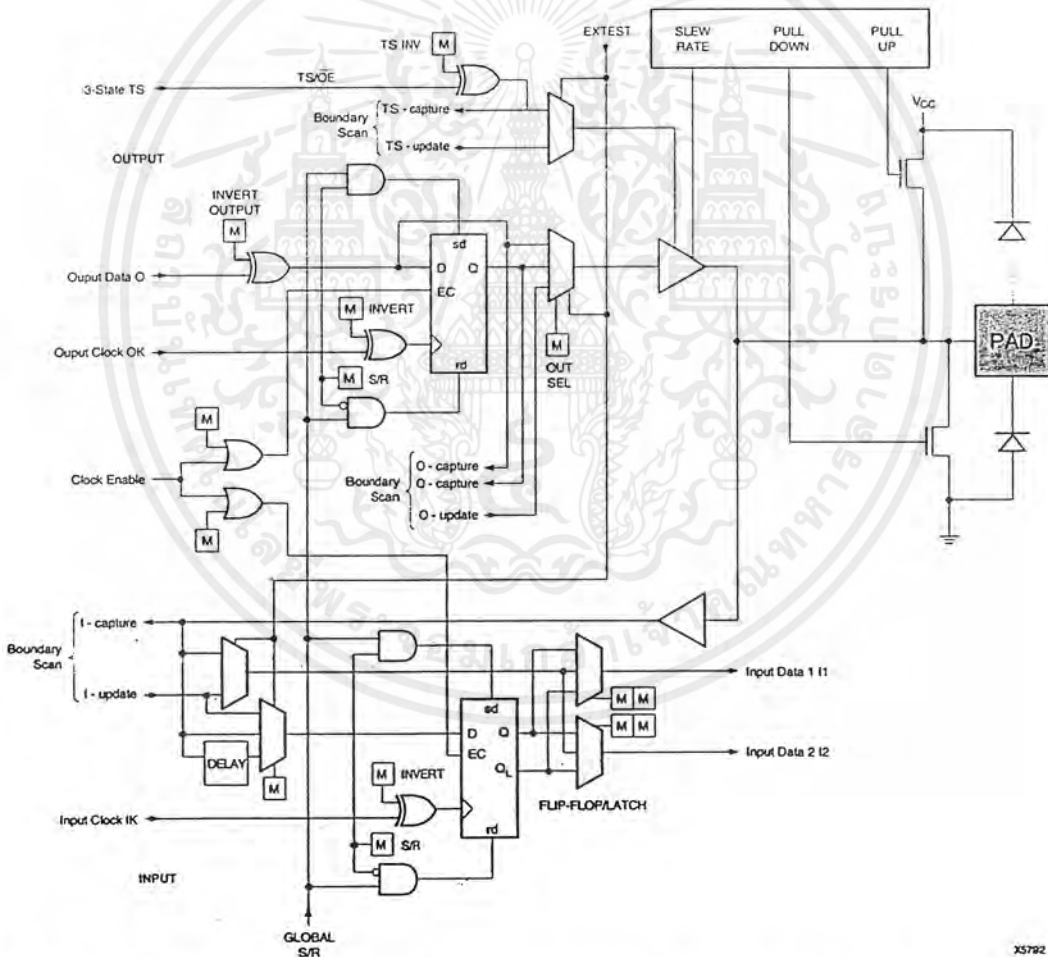 EXTEST
SLEW RATE
PULL DOWN
PULL UP
TS INV
M
TS/OE
3-State TS
TS - capture
Boundary Scan
TS - update
VCC
OUTPUT
INVERT OUTPUT
M
sd
D
Q
EC
Ouput Data O
M
INVERT
Ouput Clock OK
M
S/R
rd
M
OUT SEL
PAD
M
Clock Enable
M
O - capture
Boundary Scan
Q - capture
O - update
I - capture
Boundary Scan
I - update
DELAY
M
sd
D
Q
EC
QL
M
INVERT
Input Clock IK
M
S/R
rd
FLIP-FLOP/LATCH
Input Data 1 I1
M M
M M
Input Data 2 I2
INPUT
GLOBAL S/R
X5792